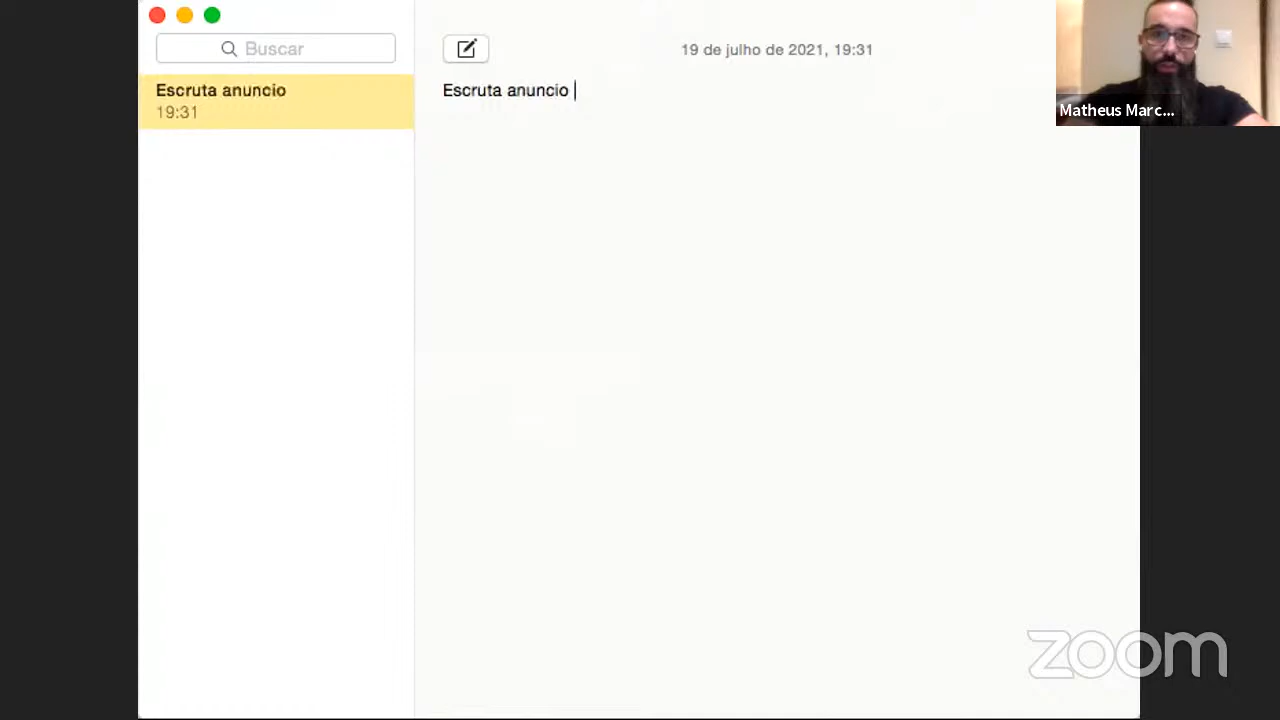 Buscar
Escruta anuncio
19:31
19 de julho de 2021, 19:31
Escruta anuncio
Matheus Marc...
zoom